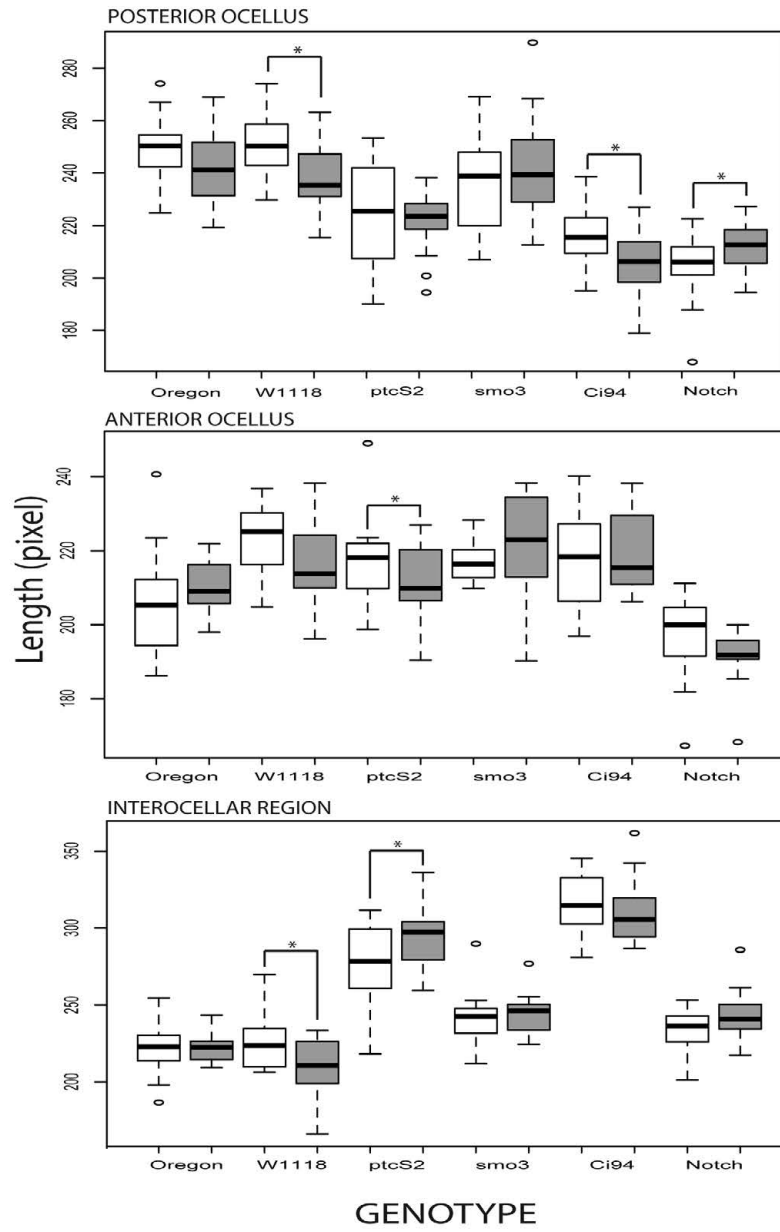 POSTERIOR OCELLUS
*
*
*
280
260
240
220
200
180
Oregon W1118 ptcS2 smo3 Ci94 Notch
ANTERIOR OCELLUS
*
240
220
200
180
Length (pixel)
Oregon W1118 ptcS2 smo3 Ci94 Notch
INTEROCELLAR REGION
*
*
350
300
250
200
Oregon W1118 ptcS2 smo3 Ci94 Notch
GENOTYPE